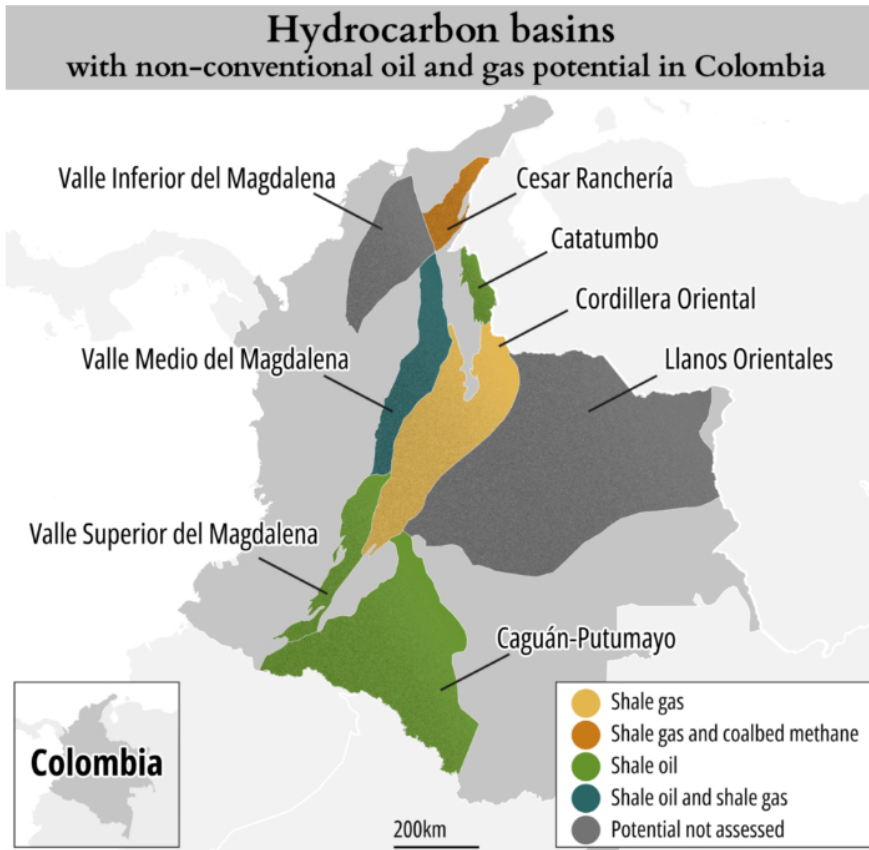 Hydrocarbon basins
with non-conventional oil and gas potential in Colombia
Valle Inferior del Magdalena
Cesar Ranchería
Catatumbo
Cordillera Oriental
Valle Medio del Magdalena
Llanos Orientales
Valle Superior del Magdalena
Caguán-Putumayo
Colombia
Shale gas
Shale gas and coalbed methane
Shale oil
Shale oil and shale gas
Potential not assessed
200km